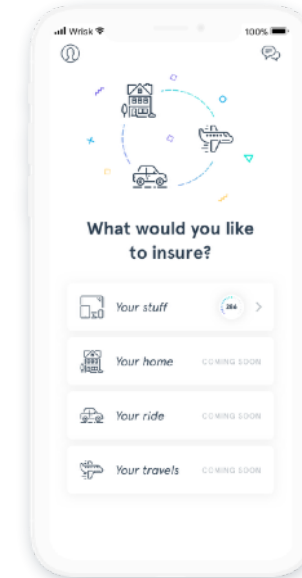 Wrisk
100%
What would you like
to insure?
Your stuff
Your home COMING SOON
Your ride COMING SOON
Your travels COMING SOON